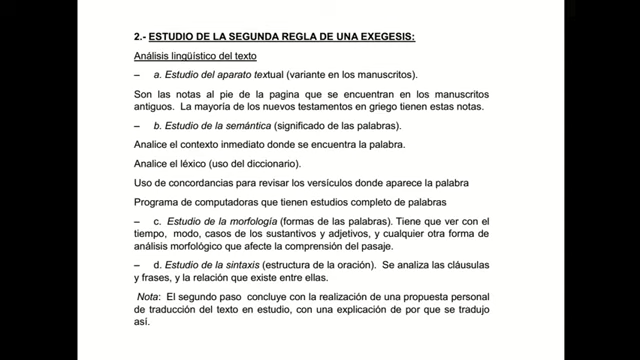 2.- ESTUDIO DE LA SEGUNDA REGLA DE UNA EXEGESIS:
Análisis lingüístico del texto
– a. Estudio del aparato textual (variante en los manuscritos).
Son las notas al pie de la pagina que se encuentran en los manuscritos
antiguos. La mayoría de los nuevos testamentos en griego tienen estas notas.
– b. Estudio de la semántica (significado de las palabras).
Analice el contexto inmediato donde se encuentra la palabra.
Analice el léxico (uso del diccionario).
Uso de concordancias para revisar los versículos donde aparece la palabra
Programa de computadoras que tienen estudios completo de palabras
– c. Estudio de la morfología (formas de las palabras). Tiene que ver con el
tiempo, modo, casos de los sustantivos y adjetivos, y cualquier otra forma de
análisis morfológico que afecte la comprensión del pasaje.
– d. Estudio de la sintaxis (estructura de la oración). Se analiza las cláusulas
y frases, y la relación que existe entre ellas.
Nota: El segundo paso concluye con la realización de una propuesta personal
de traducción del texto en estudio, con una explicación de por que se tradujo
así.